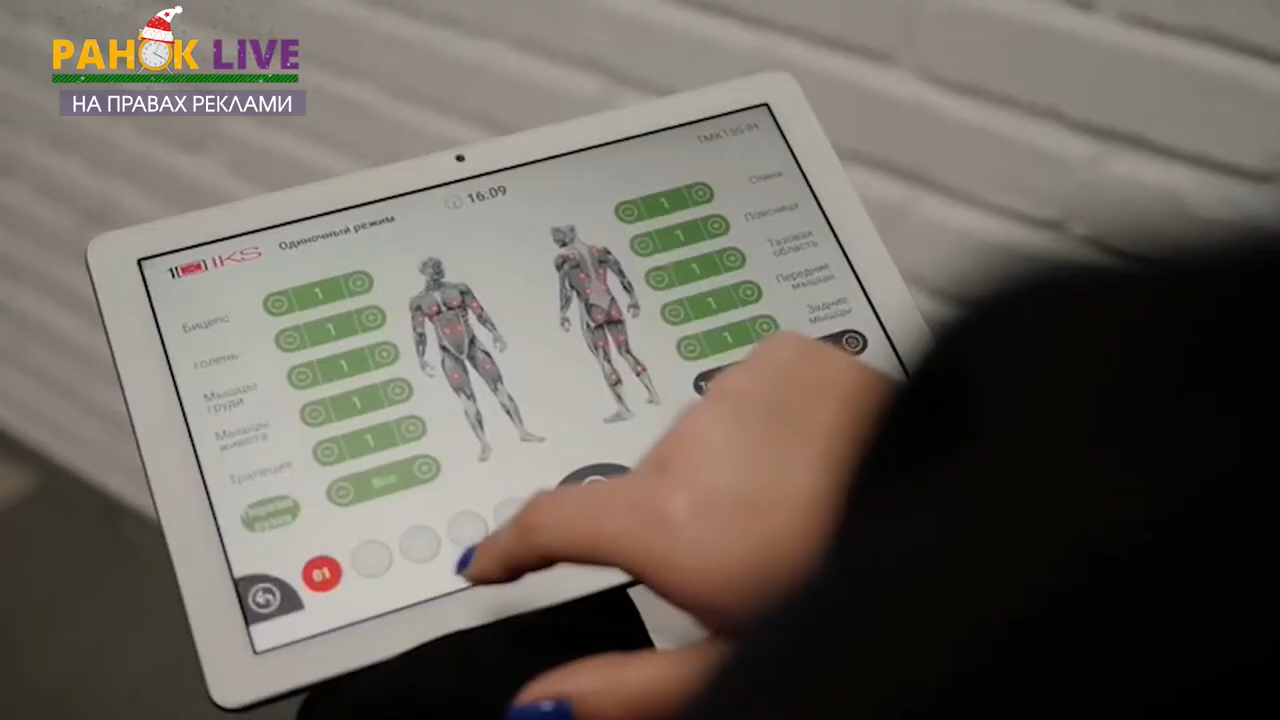 РАНОК LIVE
НА ПРАВАХ РЕКЛАМИ
IKS
Одиночный режим
16:09
Бицепс
1
голень
1
Мышцы
груди
1
Мышцы
живота
1
Трапеция
1
01
1
Спина
1
Поясница
1
Тазовая
область
1
Передние
мышцы
1
Задние
мышцы